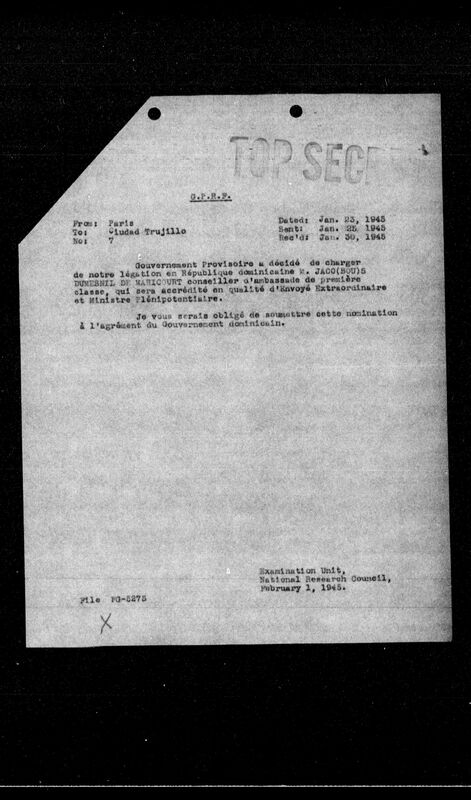 TOP SECRET
G.P.R.F.
From: Paris
To: Ciudad Trujillo
No: 7
Dated: Jan. 23, 1945
Sent: Jan. 25, 1945
Rec'd: Jan. 30, 1945
Gouvernement Provisoire a décidé de charger
de notre légation en République dominicaine M. JACQ(BOU)S
DUMESNIL DE MARICOURT conseiller d'ambassade de première
classe, qui sera accrédité en qualité d'Envoyé Extraordinaire
et Ministre Plénipotentiaire.
Je vous serais obligé de soumettre cette nomination
à l'agrément du Gouvernement dominicain.
Examination Unit,
National Research Council,
February 1, 1945.
File FG-5275
X